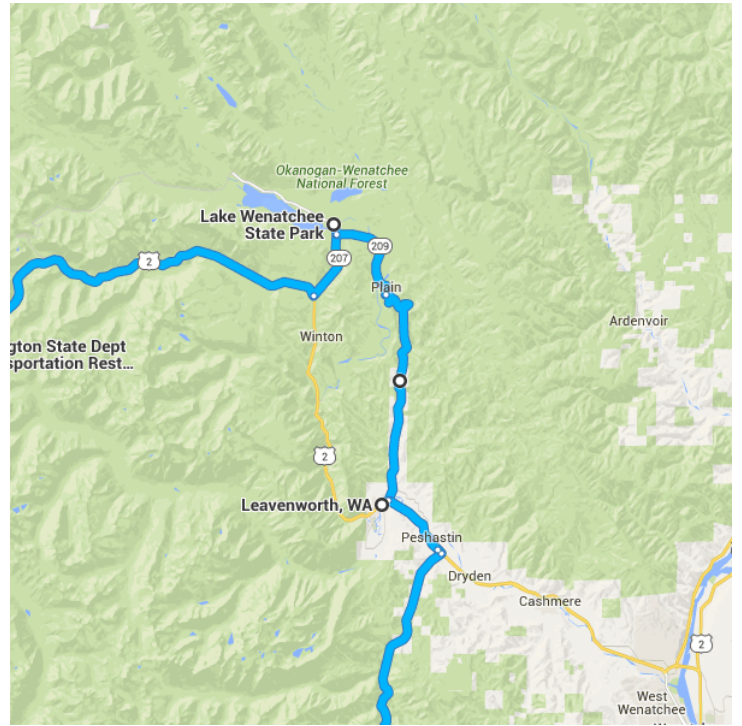 Okanogan-Wenatchee
National Forest
Lake Wenatchee
State Park
209
2
207
Plain
Ardenvoir
gton State Dept
sportation Rest...
Winton
2
Leavenworth, WA
Peshastin
Dryden
Cashmere
2
West
Wenatchee